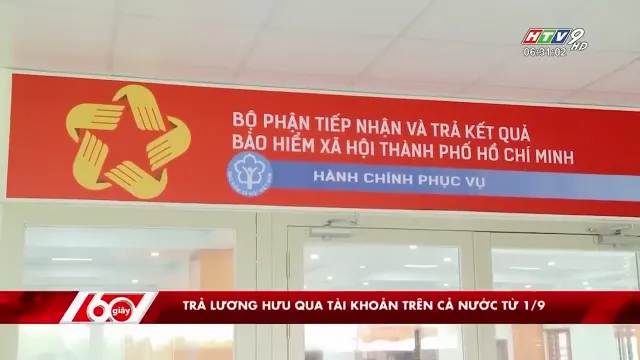 HTV9 HD
06:31:02
BỘ PHẬN TIẾP NHẬN VÀ TRẢ KẾT QUẢ
BẢO HIỂM XÃ HỘI THÀNH PHỐ HỒ CHÍ MINH
HÀNH CHÍNH PHỤC VỤ
60 giây
TRẢ LƯƠNG HƯU QUA TÀI KHOẢN TRÊN CẢ NƯỚC TỪ 1/9